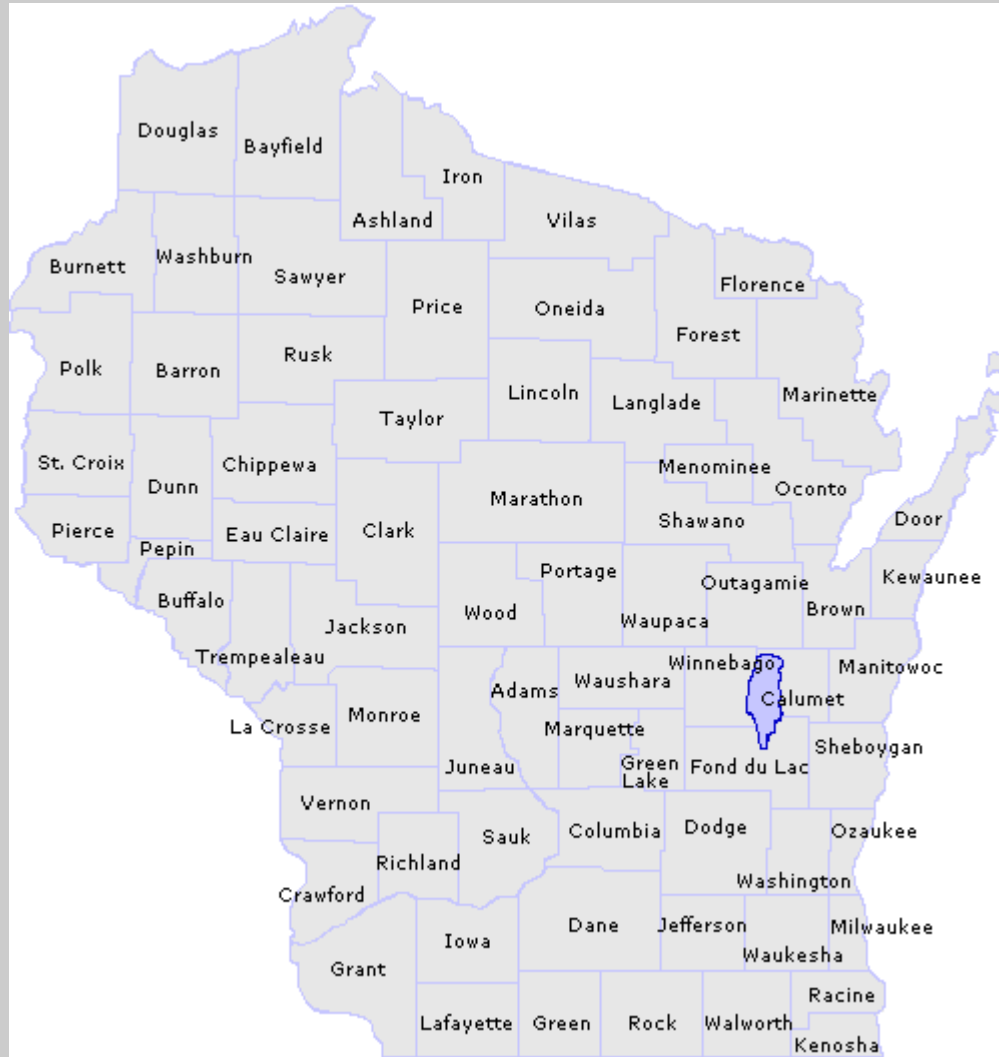 Douglas
Bayfield
Iron
Ashland
Vilas
Burnett
Washburn
Sawyer
Florence
Price
Oneida
Forest
Polk
Barron
Rusk
Lincoln
Langlade
Marinette
Taylor
St. Croix
Chippewa
Menominee
Dunn
Marathon
Oconto
Pierce
Eau Claire
Clark
Shawano
Door
Pepin
Portage
Outagamie
Kewaunee
Buffalo
Wood
Waupaca
Brown
Jackson
Trempealeau
Winnebago
Manitowoc
Adams
Waushara
Calumet
La Crosse
Monroe
Marquette
Sheboygan
Juneau
Green
Lake
Fond du Lac
Vernon
Sauk
Columbia
Dodge
Ozaukee
Richland
Crawford
Washington
Dane
Jefferson
Milwaukee
Iowa
Waukesha
Grant
Racine
Lafayette
Green
Rock
Walworth
Kenosha